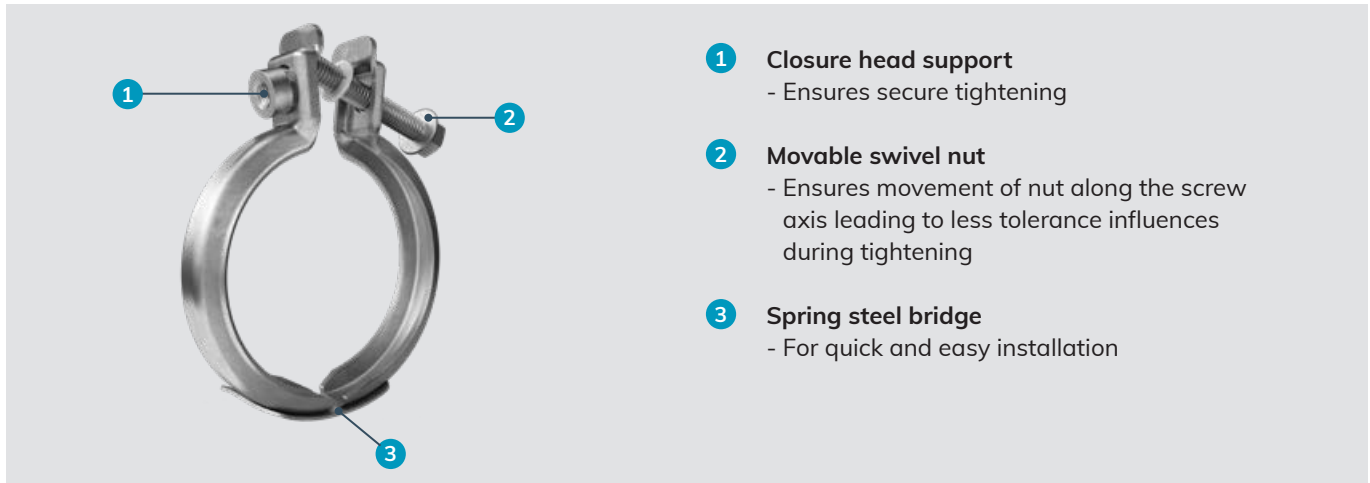 1
2
3
1 Closure head support
- Ensures secure tightening
2 Movable swivel nut
- Ensures movement of nut along the screw
axis leading to less tolerance influences
during tightening
3 Spring steel bridge
- For quick and easy installation